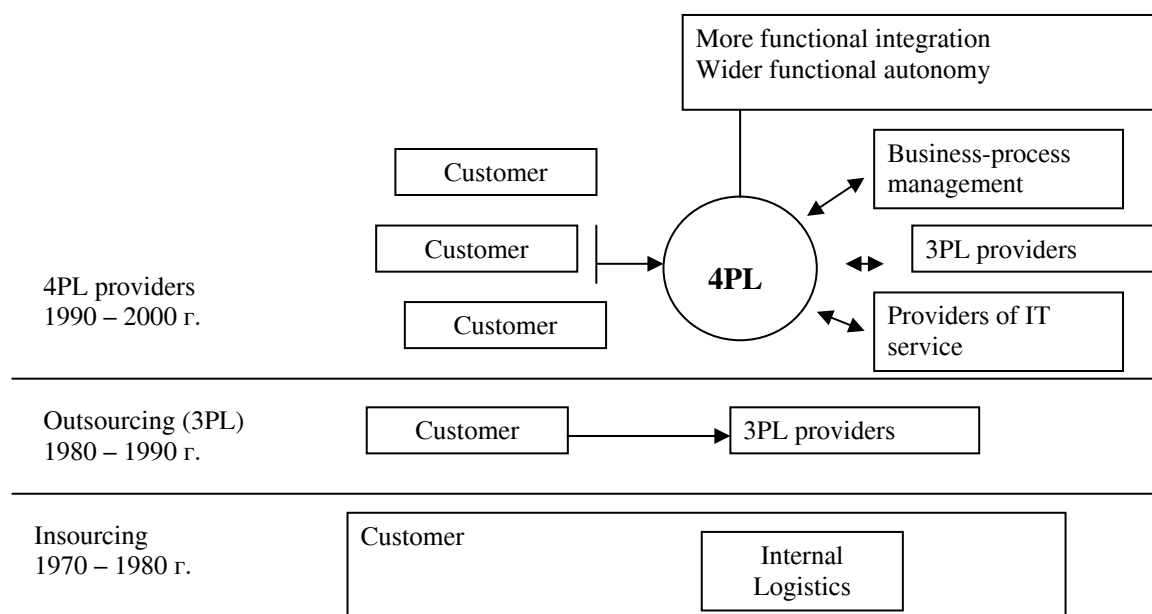 More functional integration
Wider functional autonomy
Business-process
management
Customer
Customer
3PL providers
4PL
4PL providers
1990 – 2000 г.
Customer
Providers of IT
service
Outsourcing (3PL)
1980 – 1990 г.
Customer
3PL providers
Insourcing
1970 – 1980 г.
Customer
Internal
Logistics